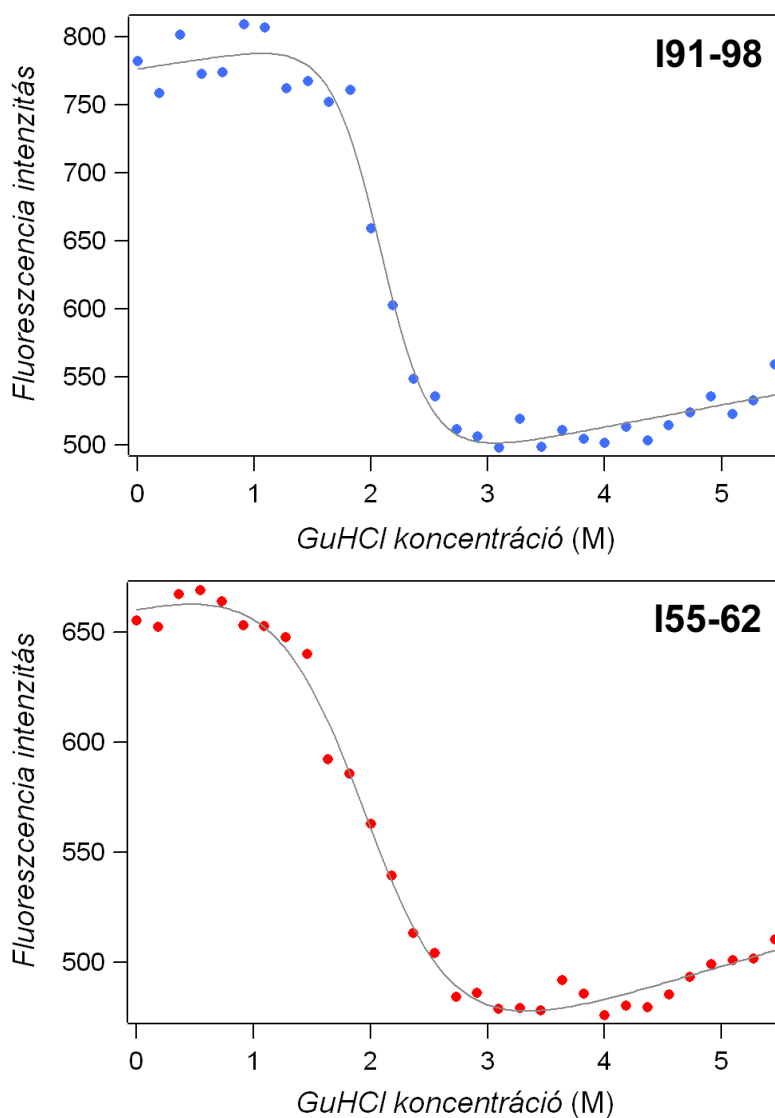 I91-98
Fluoreszcencia intenzitás
800
750
700
650
600
550
500
0 1 2 3 4 5
GuHCl koncentráció (M)
I55-62
Fluoreszcencia intenzitás
650
600
550
500
0 1 2 3 4 5
GuHCl koncentráció (M)